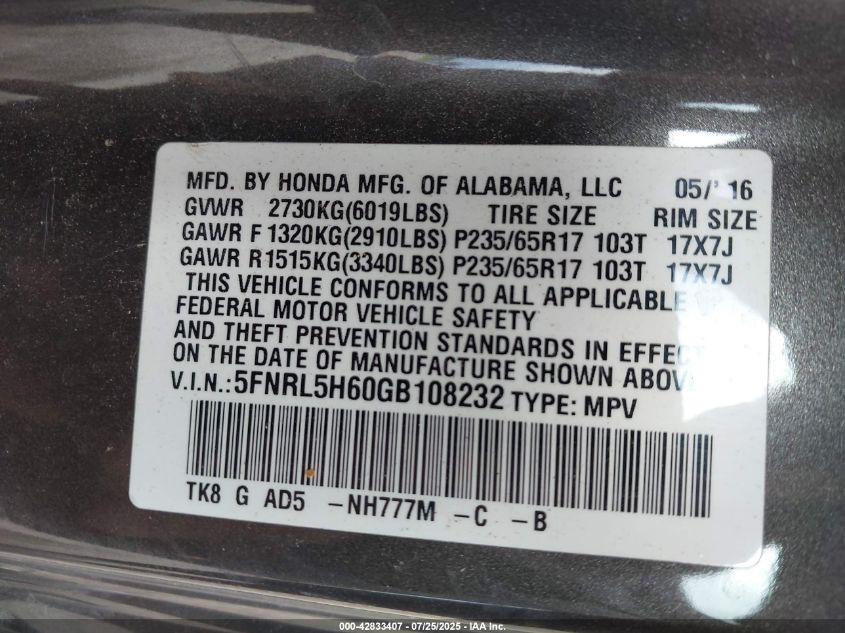 MFD. BY HONDA MFG. OF ALABAMA, LLC 05/' 16
GVWR 2730KG(6019LBS) TIRE SIZE RIM SIZE
GAWR F 1320KG(2910LBS) P235/65R17 103T 17X7J
GAWR R1515KG(3340LBS) P235/65R17 103T 17X7J
THIS VEHICLE CONFORMS TO ALL APPLICABLE
FEDERAL MOTOR VEHICLE SAFETY
AND THEFT PREVENTION STANDARDS IN EFFECT
ON THE DATE OF MANUFACTURE SHOWN ABOVE.
V.I.N.:5FNRL5H60GB108232 TYPE: MPV
TK8 G AD5 -NH777M -C -B
000-42833407 - 07/25/2025 - IAA Inc.